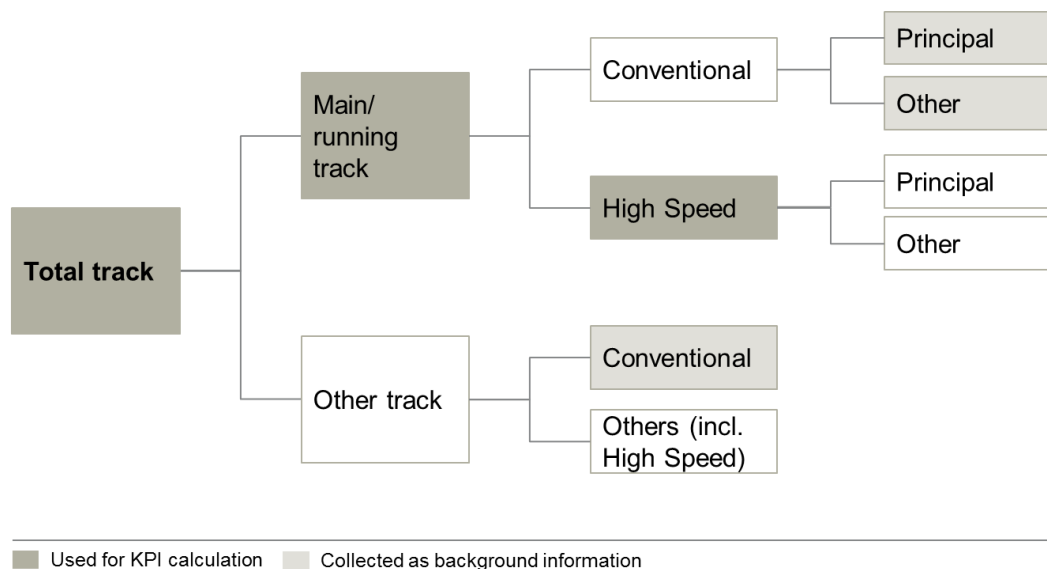 Total track
Main/
running
track
Conventional
Principal
Other
High Speed
Principal
Other
Other track
Conventional
Others (incl.
High Speed)
Used for KPI calculation
Collected as background information